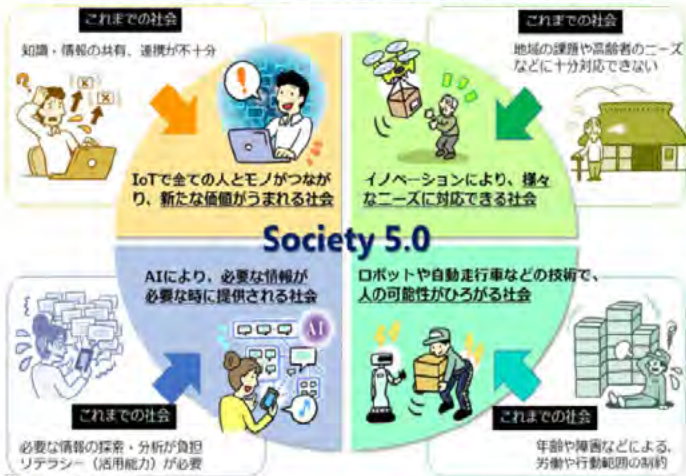 これまでの社会
知識・情報の共有、連携が不十分
IoTで全ての人とモノがつなが
り、新たな価値がうまれる社会
これまでの社会
地域の課題や高齢者のニーズ
などに十分対応できない
イノベーションにより、様々
なニーズに対応できる社会
Society 5.0
AIにより、必要な情報が
必要な時に提供される社会
AI
これまでの社会
必要な情報の探索・分析が負担
リテラシー（活用能力）が必要
ロボットや自動走行車などの技術で、
人の可能性がひろがる社会
これまでの社会
年齢や障害などによる、
労働や行動範囲の制約